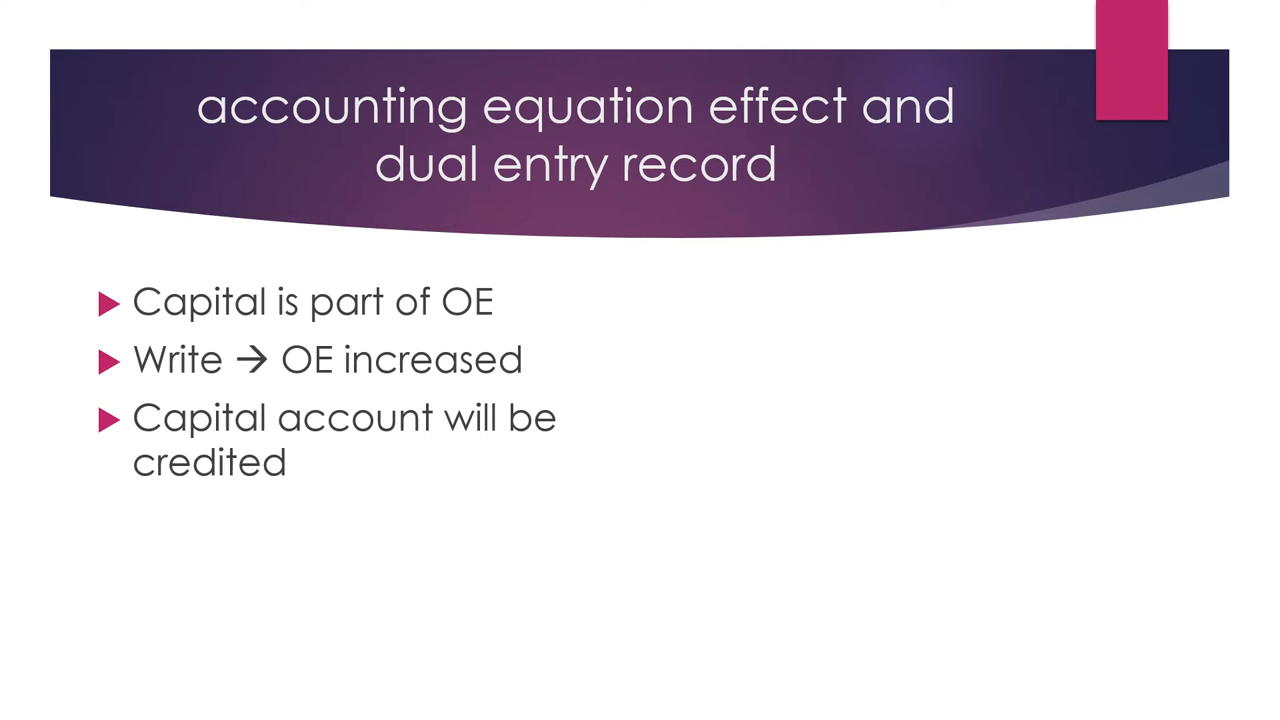 accounting equation effect and
dual entry record
Capital is part of OE
Write → OE increased
Capital account will be
credited